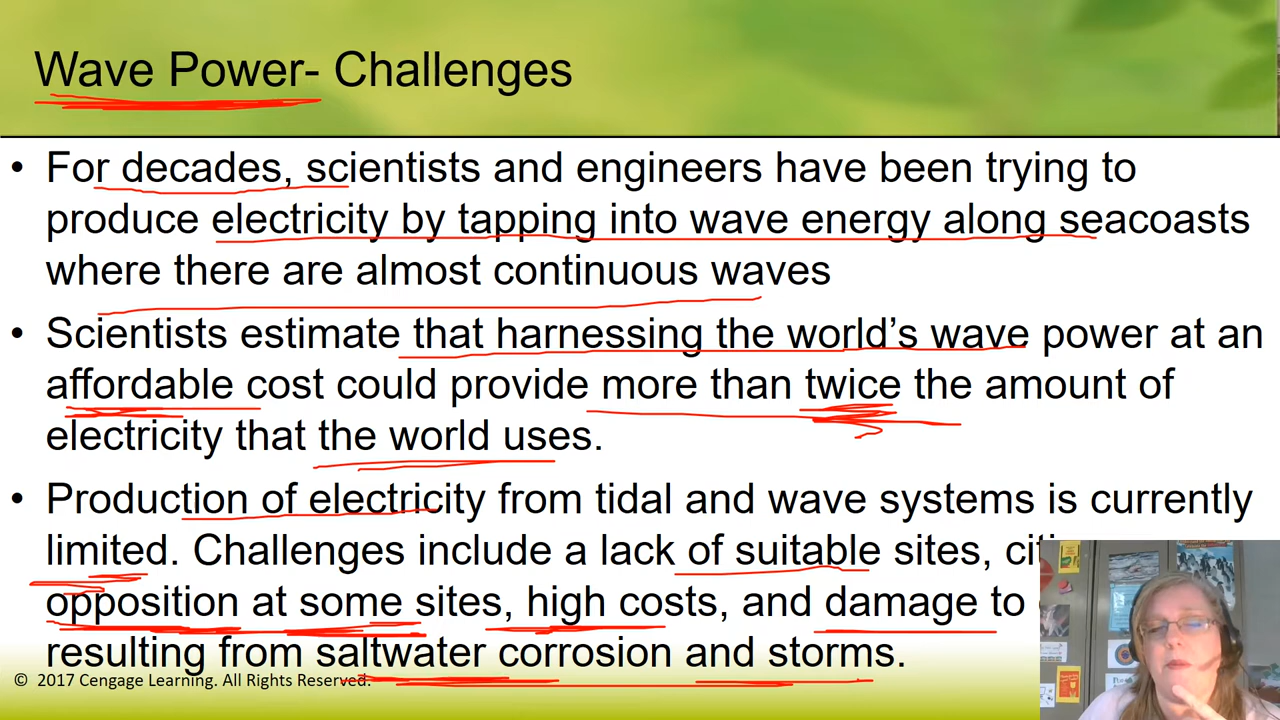 Wave Power- Challenges
• For decades, scientists and engineers have been trying to
produce electricity by tapping into wave energy along seacoasts
where there are almost continuous waves
• Scientists estimate that harnessing the world’s wave power at an
affordable cost could provide more than twice the amount of
electricity that the world uses.
• Production of electricity from tidal and wave systems is currently
limited. Challenges include a lack of suitable sites,
opposition at some sites, high costs, and damage to
resulting from saltwater corrosion and storms.
© 2017 Cengage Learning. All Rights Reserved.